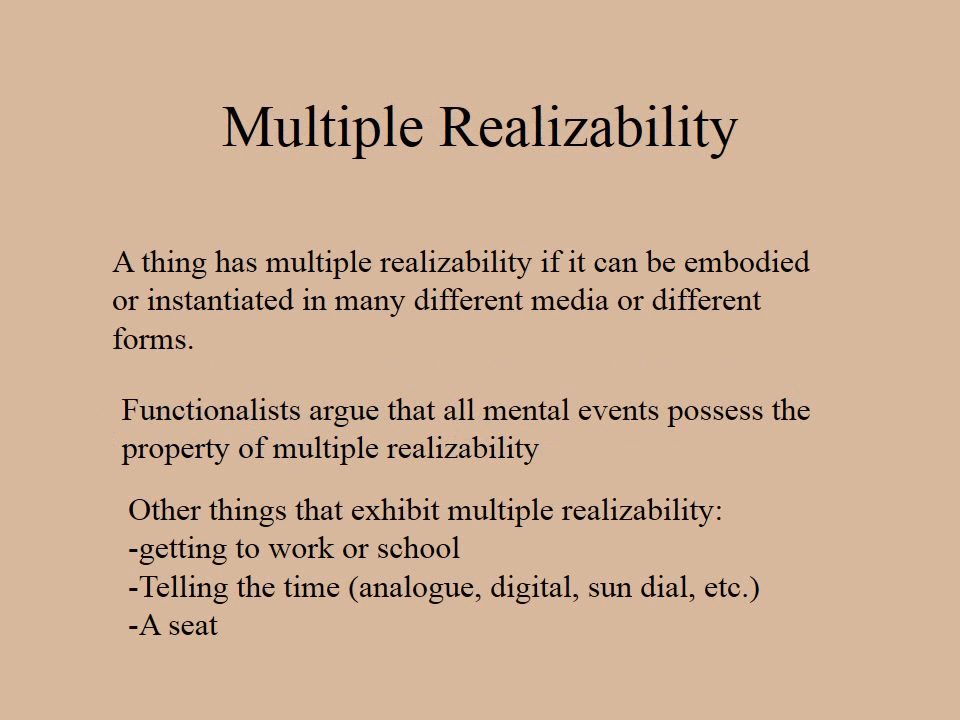 Multiple Realizability
A thing has multiple realizability if it can be embodied
or instantiated in many different media or different
forms.
Functionalists argue that all mental events possess the
property of multiple realizability
Other things that exhibit multiple realizability:
-getting to work or school
-Telling the time (analogue, digital, sun dial, etc.)
-A seat